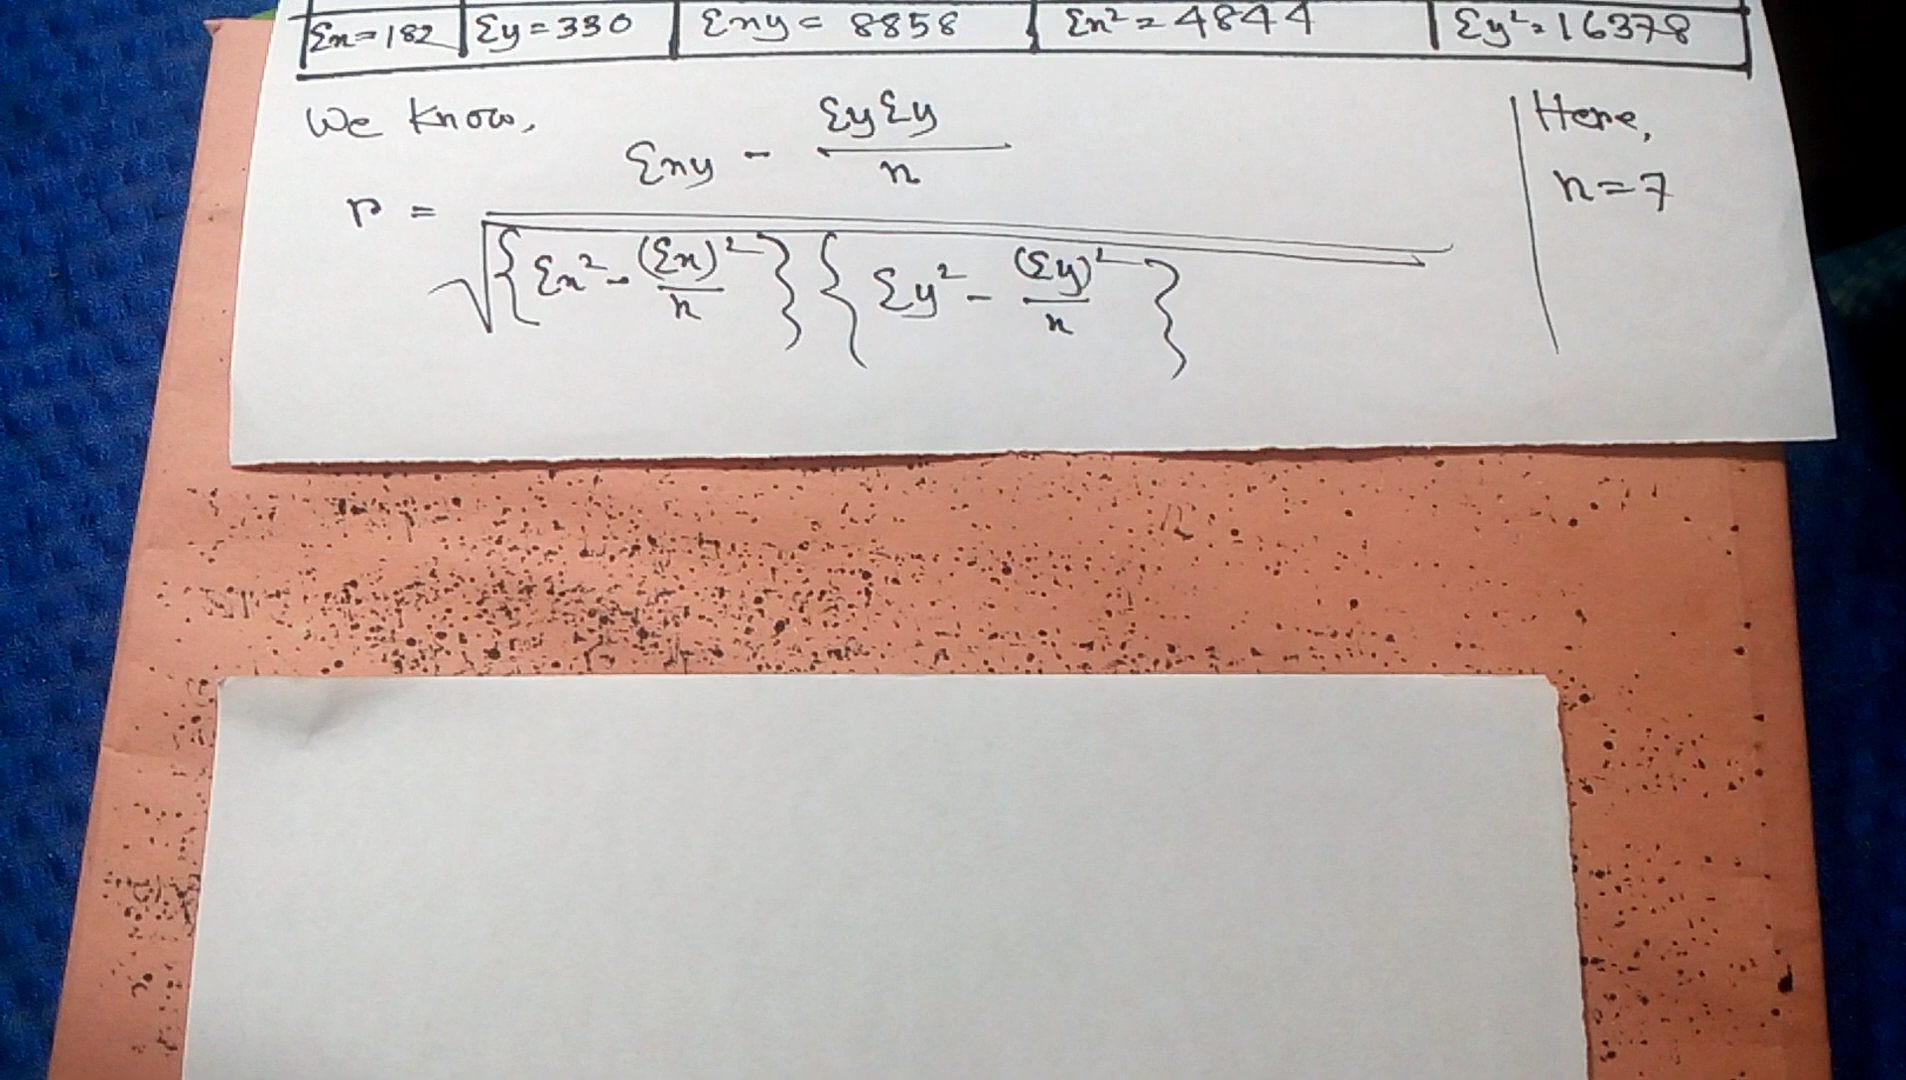 Σx=182 Σy=330 Σxy= 8858 Σx²=4844 Σy²=16378
We know,
Here,
n=7
r = (Σxy - ΣyΣy/n) / √{Σx² - (Σx)²/n}{Σy² - (Σy)²/n}